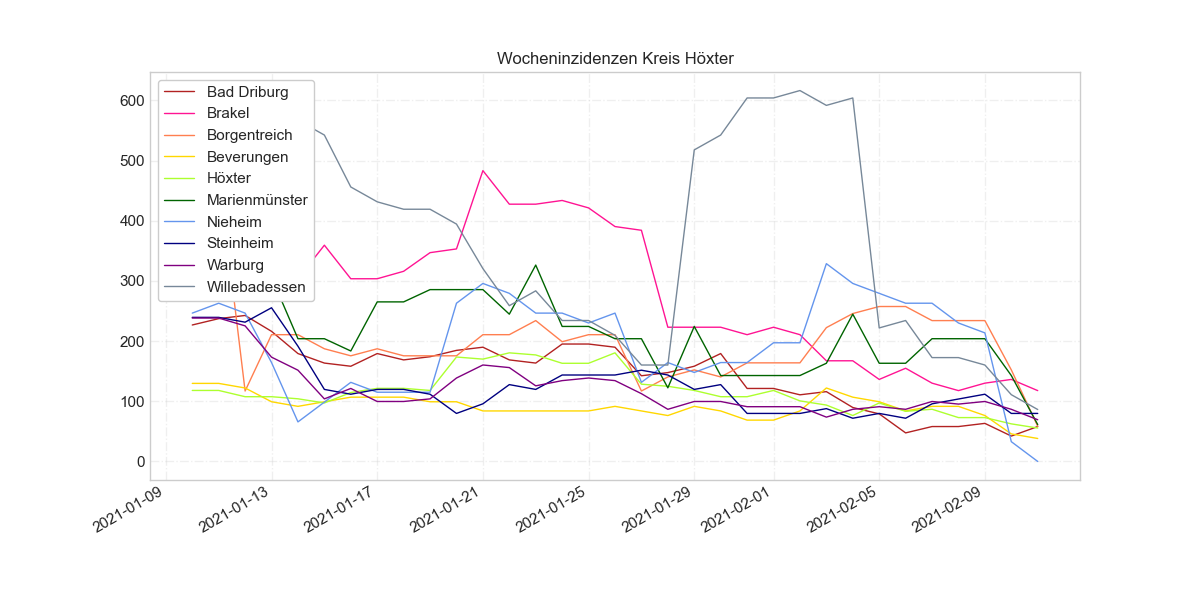 Wocheninzidenzen Kreis Höxter
600
500
400
300
200
100
0
Bad Driburg
Brakel
Borgentreich
Beverungen
Höxter
Marienmünster
Nieheim
Steinheim
Warburg
Willebadessen
2021-01-09
2021-01-13
2021-01-17
2021-01-21
2021-01-25
2021-01-29
2021-02-01
2021-02-05
2021-02-09